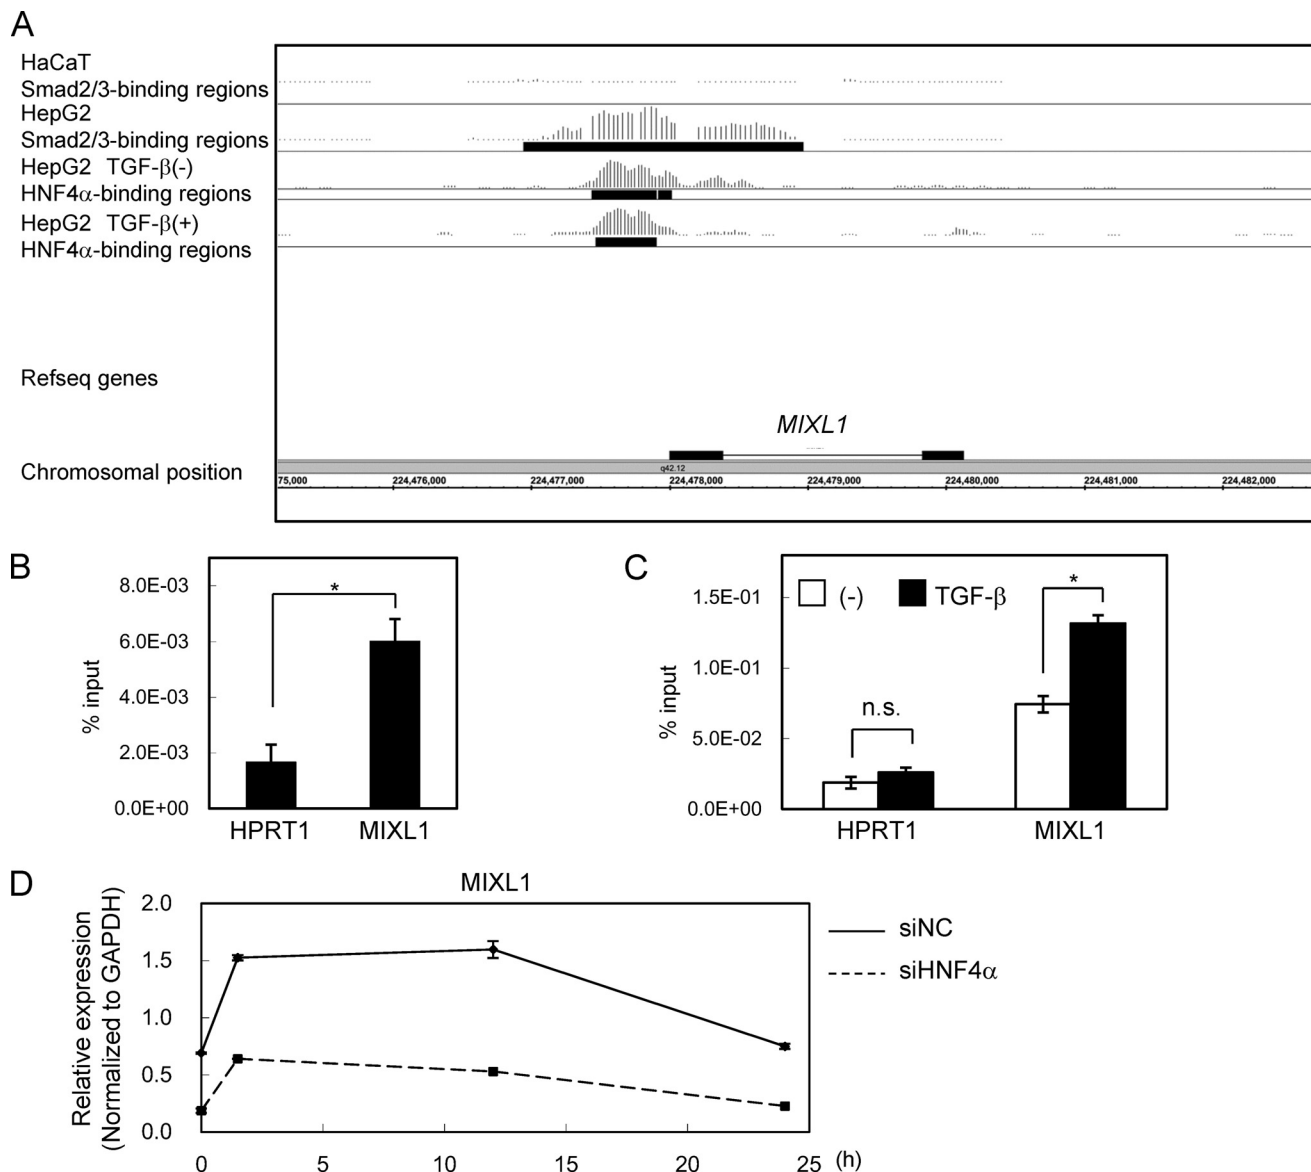 A
HaCaT
Smad2/3-binding regions
HepG2
Smad2/3-binding regions
HepG2 TGF-β(-)
HNF4α-binding regions
HepG2 TGF-β(+)
HNF4α-binding regions
Refseq genes
MIXL1
Chromosomal position
q42.12
75,000 224,476,000 224,477,000 224,478,000 224,479,000 224,480,000 224,481,000 224,482,000
B
8.0E-03
6.0E-03
4.0E-03
2.0E-03
0.0E+00
% input
*
HPRT1 MIXL1
C
1.5E-01
1.0E-01
5.0E-02
0.0E+00
% input
(-) TGF-β
n.s.
*
HPRT1 MIXL1
D
MIXL1
Relative expression
(Normalized to GAPDH)
2.0
1.5
1.0
0.5
0.0
0 5 10 15 20 25 (h)
siNC
siHNF4α